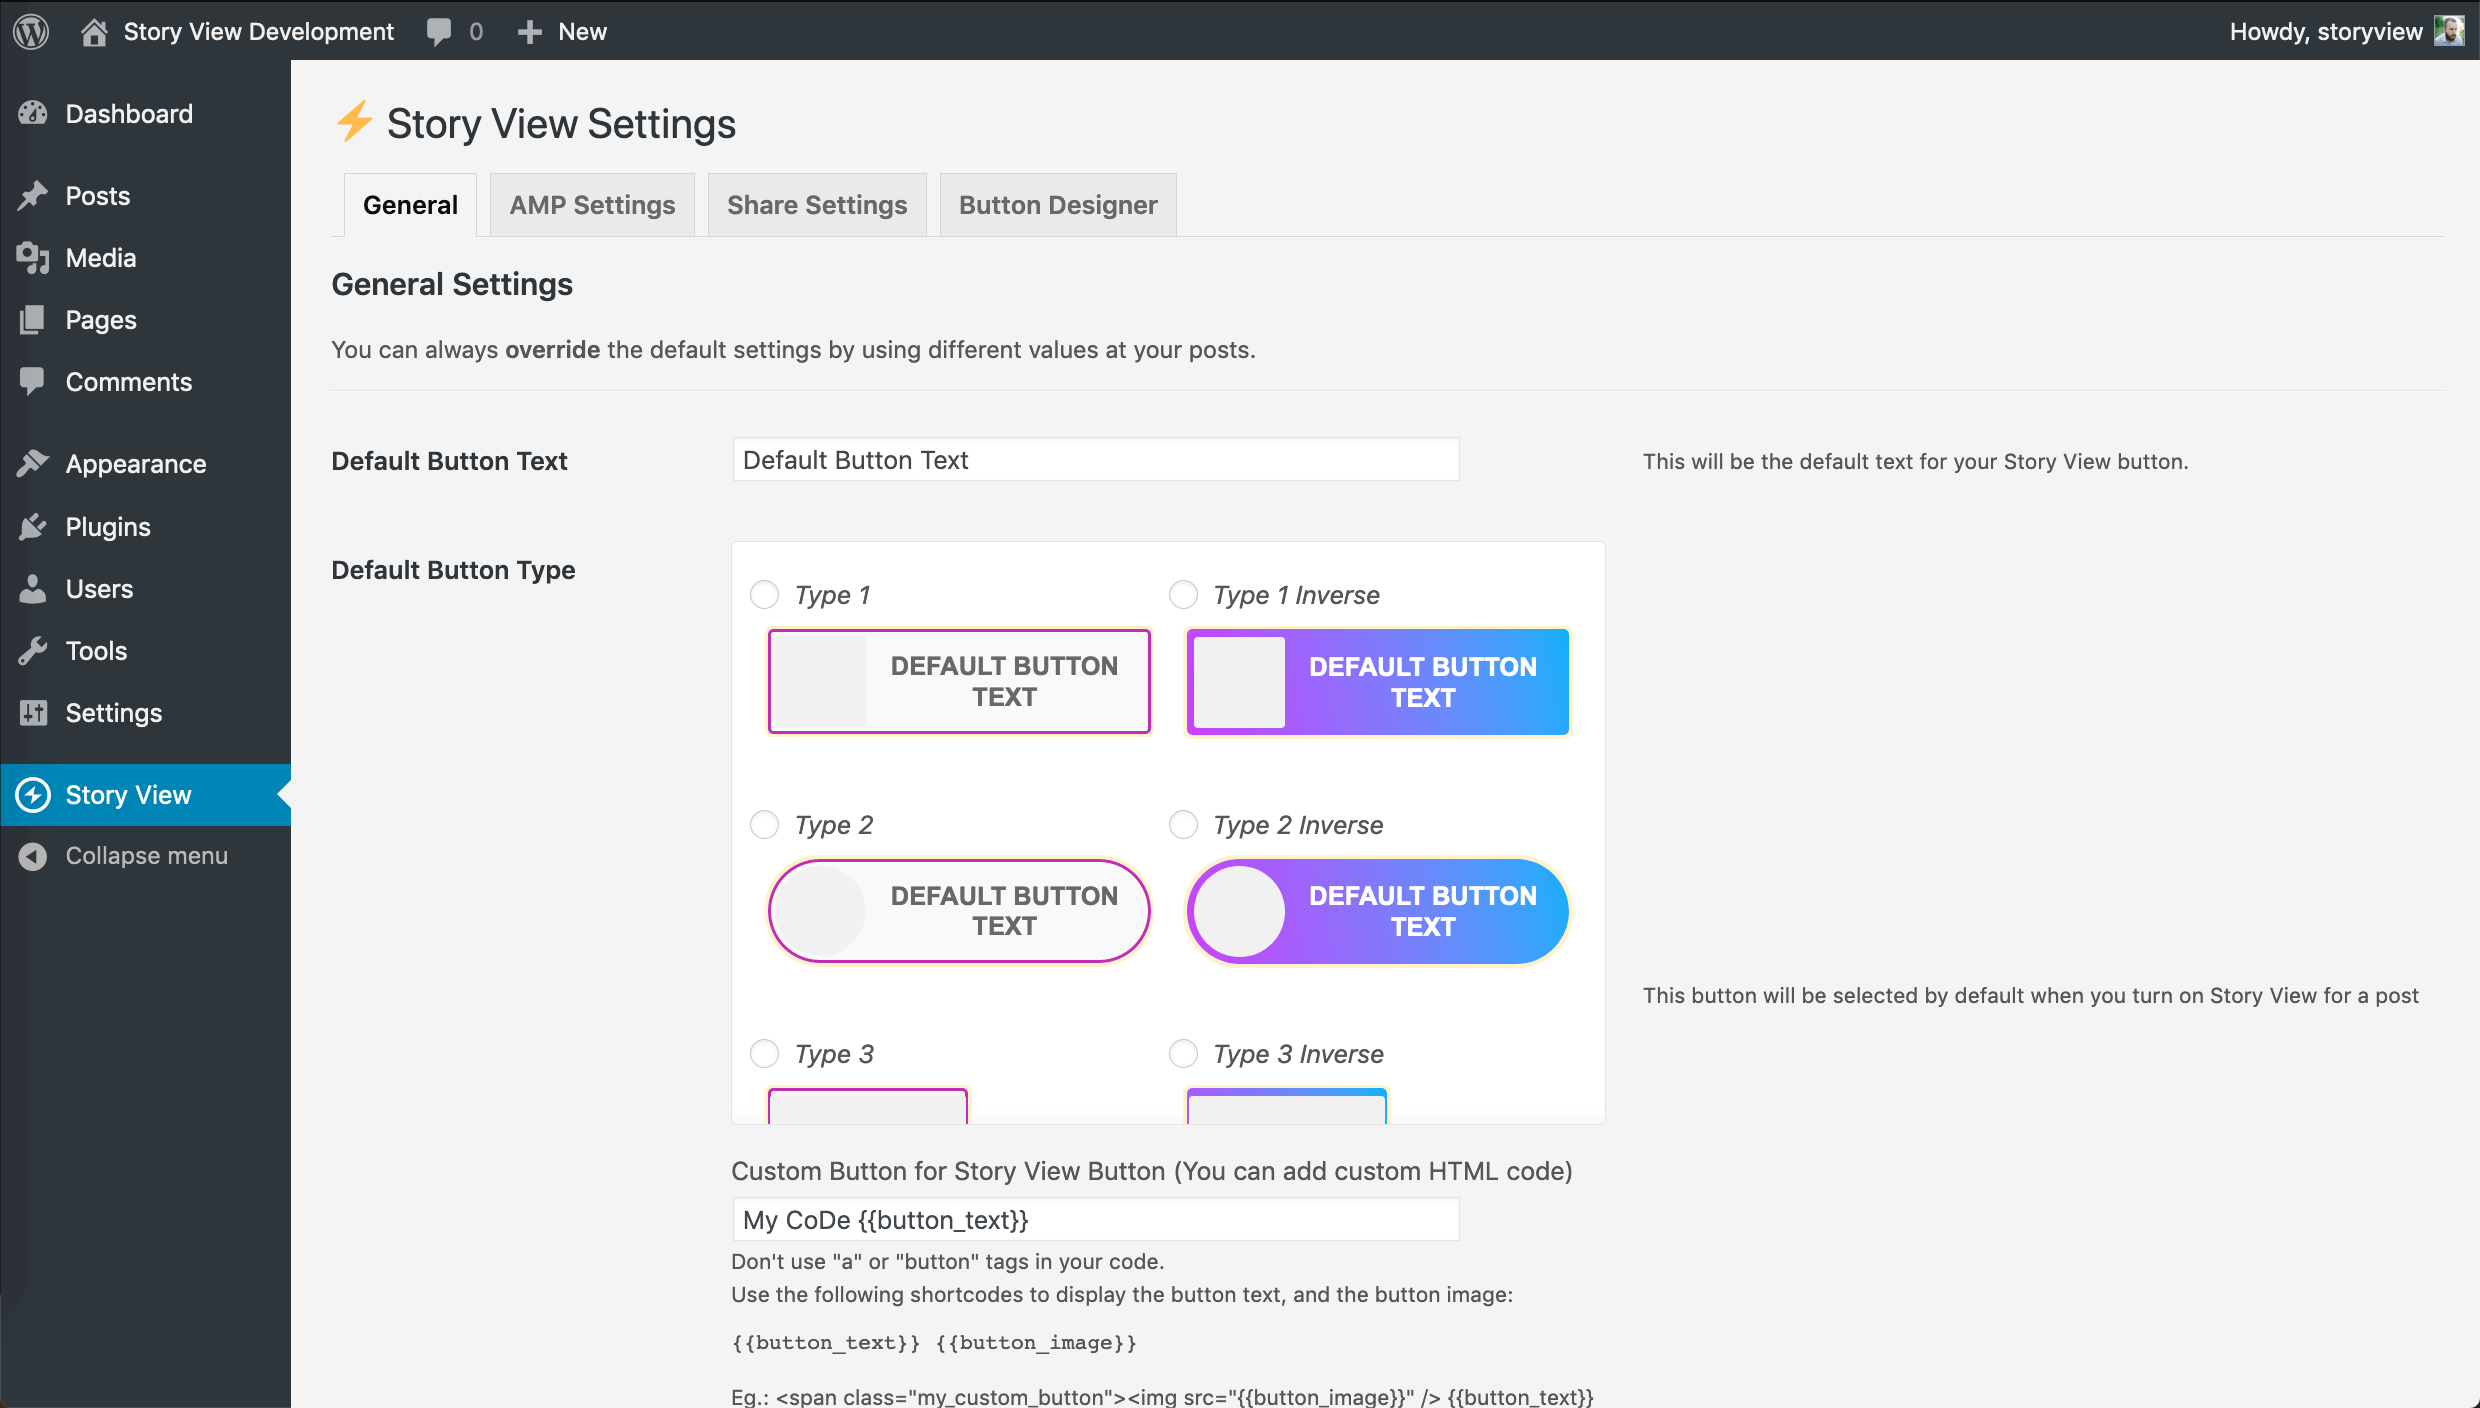 Story View Development 0 New Howdy, storyview
Dashboard
Posts
Media
Pages
Comments
Appearance
Plugins
Users
Tools
Settings
Story View
Collapse menu
⚡ Story View Settings
General AMP Settings Share Settings Button Designer
General Settings
You can always override the default settings by using different values at your posts.
Default Button Text Default Button Text This will be the default text for your Story View button.
Default Button Type
Type 1 Type 1 Inverse
DEFAULT BUTTON
TEXT
DEFAULT BUTTON
TEXT
Type 2 Type 2 Inverse
DEFAULT BUTTON
TEXT
DEFAULT BUTTON
TEXT
This button will be selected by default when you turn on Story View for a post
Type 3 Type 3 Inverse
Custom Button for Story View Button (You can add custom HTML code)
My CoDe {{button_text}}
Don't use "a" or "button" tags in your code.
Use the following shortcodes to display the button text, and the button image:
{{button_text}} {{button_image}}
Eg.: <span class="my_custom_button"><img src="{{button_image}}" /> {{button_text}}